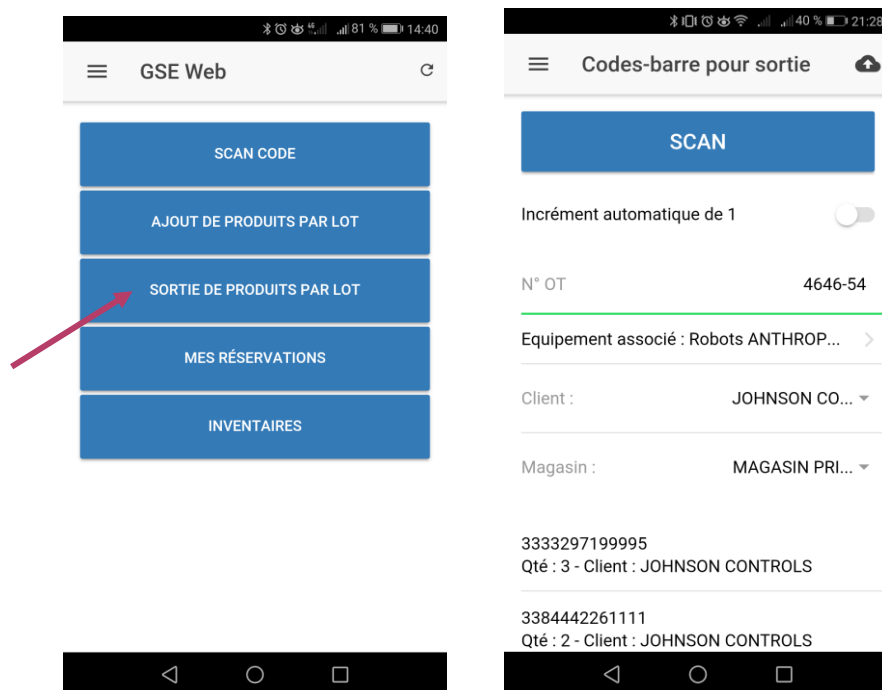 81 % 14:40
GSE Web
SCAN CODE
AJOUT DE PRODUITS PAR LOT
SORTIE DE PRODUITS PAR LOT
MES RÉSERVATIONS
INVENTAIRES
40 % 21:28
Codes-barre pour sortie
SCAN
Incrément automatique de 1
N° OT 4646-54
Equipement associé : Robots ANTHROP...
Client : JOHNSON CO...
Magasin : MAGASIN PRI...
3333297199995
Qté : 3 - Client : JOHNSON CONTROLS
3384442261111
Qté : 2 - Client : JOHNSON CONTROLS